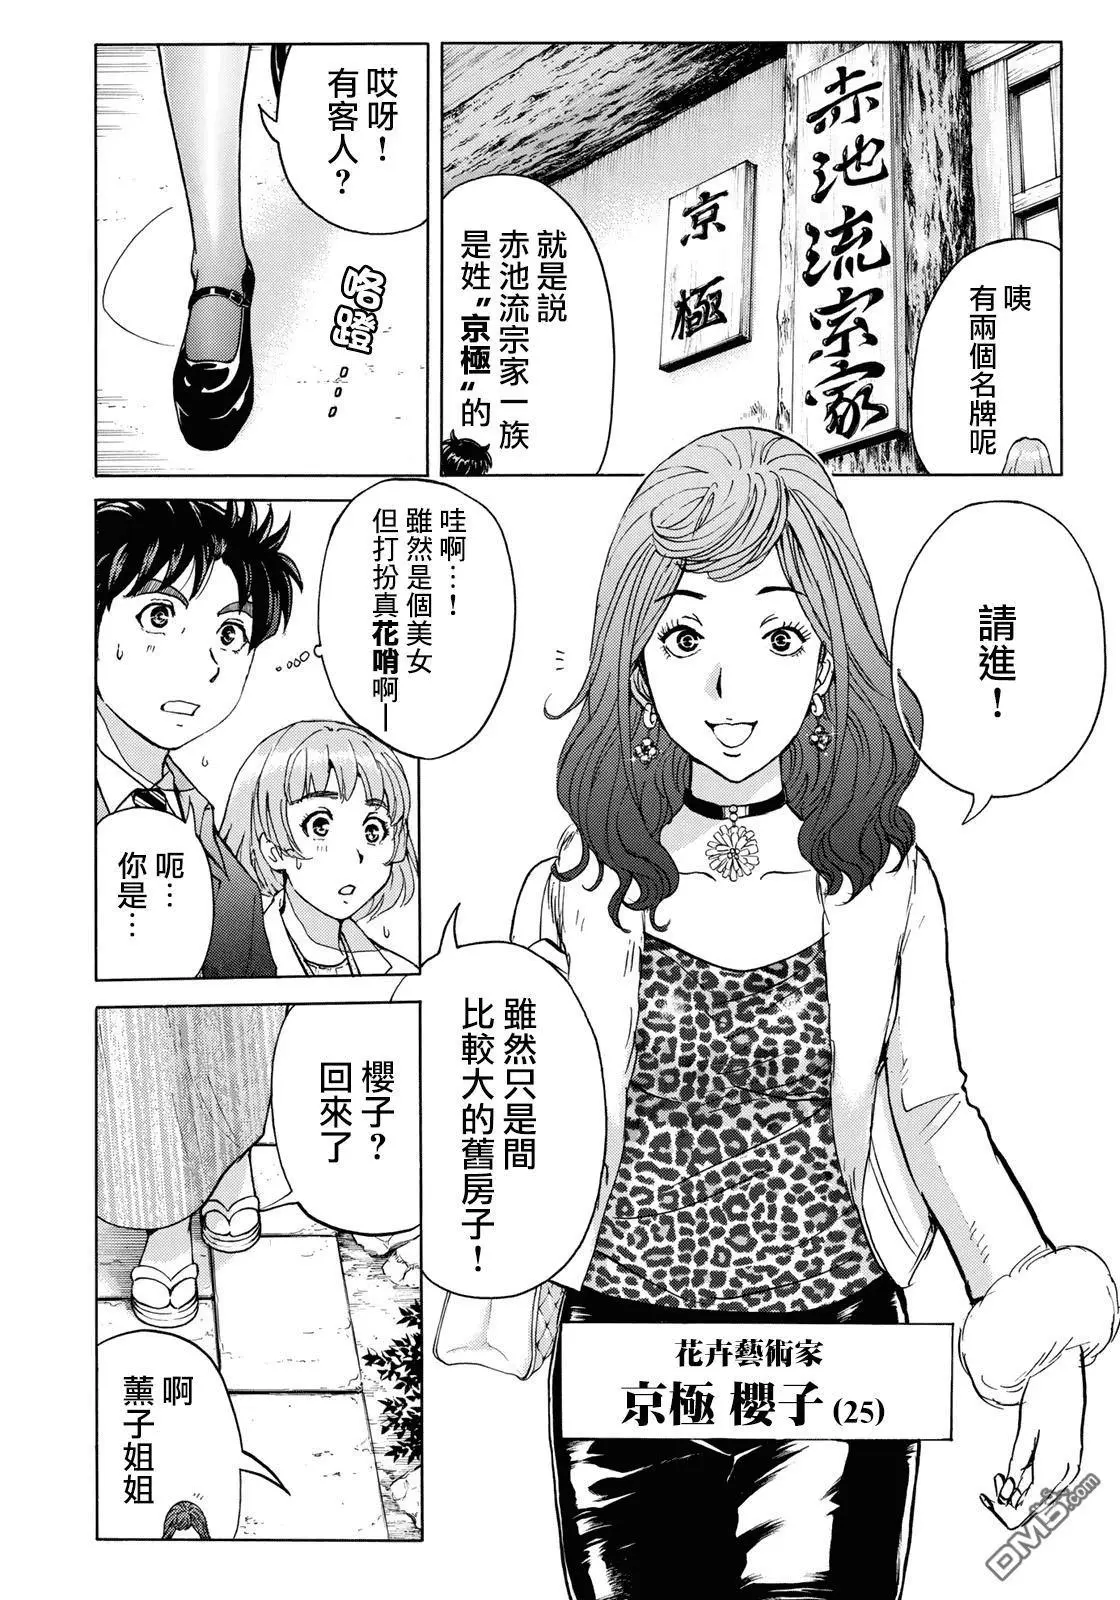 赤池流宗家
京極
咦
有兩個名牌呢
就是説
赤池流宗家一族
是姓"京極"的
哎呀！
有客人？
咯蹬…
請進！
哇啊…！
雖然是個美女
但打扮真花哨啊ー
呃…
你是…
雖然只是間
比較大的舊房子！
花卉藝術家
京極 櫻子 (25)
櫻子？
回來了
啊
薰子姐姐
DM5.com